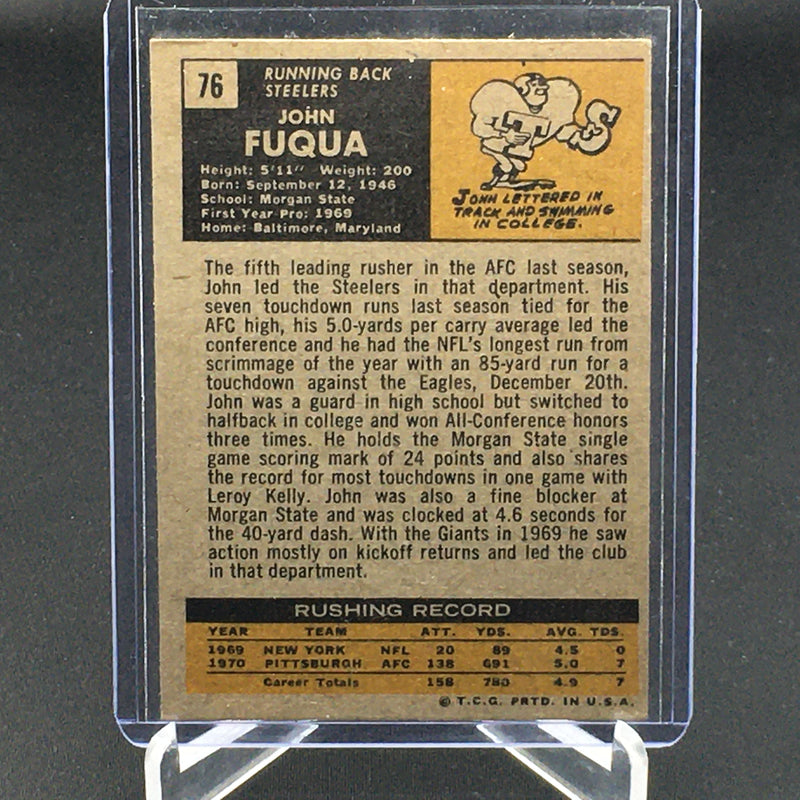 76
RUNNING BACK
STEELERS
JOHN
FUQUA
Height: 5'11" Weight: 200
Born: September 12, 1946
School: Morgan State
First Year Pro: 1969
Home: Baltimore, Maryland
S
JOHN LETTERED IN
TRACK AND SWIMMING
IN COLLEGE.
The fifth leading rusher in the AFC last season,
John led the Steelers in that department. His
seven touchdown runs last season tied for the
AFC high, his 5.0-yards per carry average led the
conference and he had the NFL's longest run from
scrimmage of the year with an 85-yard run for a
touchdown against the Eagles, December 20th.
John was a guard in high school but switched to
halfback in college and won All-Conference honors
three times. He holds the Morgan State single
game scoring mark of 24 points and also shares
the record for most touchdowns in one game with
Leroy Kelly. John was also a fine blocker at
Morgan State and was clocked at 4.6 seconds for
the 40-yard dash. With the Giants in 1969 he saw
action mostly on kickoff returns and led the club
in that department.
RUSHING RECORD
YEAR TEAM ATT. YDS. AVG. TDS.
1969 NEW YORK NFL 20 89 4.5 0
1970 PITTSBURGH AFC 138 691 5.0 7
Career Totals 158 780 4.9 7
© T.C.G. PRTD. IN U.S.A.